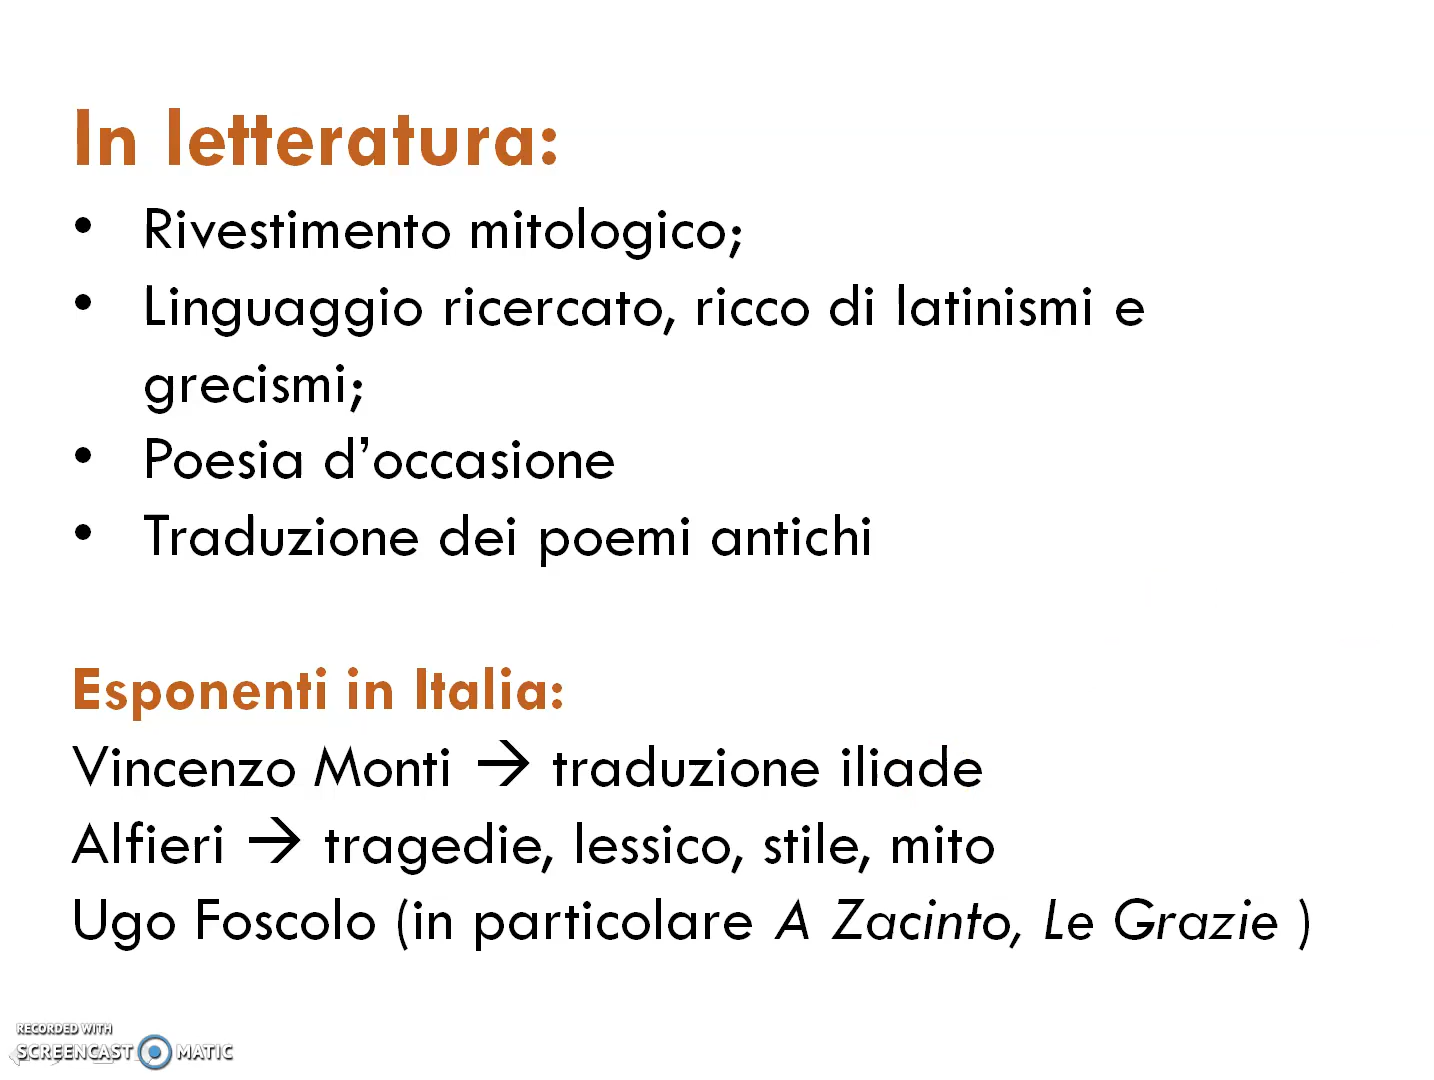 In letteratura:
• Rivestimento mitologico;
• Linguaggio ricercato, ricco di latinismi e
grecismi;
• Poesia d’occasione
• Traduzione dei poemi antichi
Esponenti in Italia:
Vincenzo Monti → traduzione iliade
Alfieri → tragedie, lessico, stile, mito
Ugo Foscolo (in particolare A Zacinto, Le Grazie )
RECORDED WITH
SCREENCAST MATIC